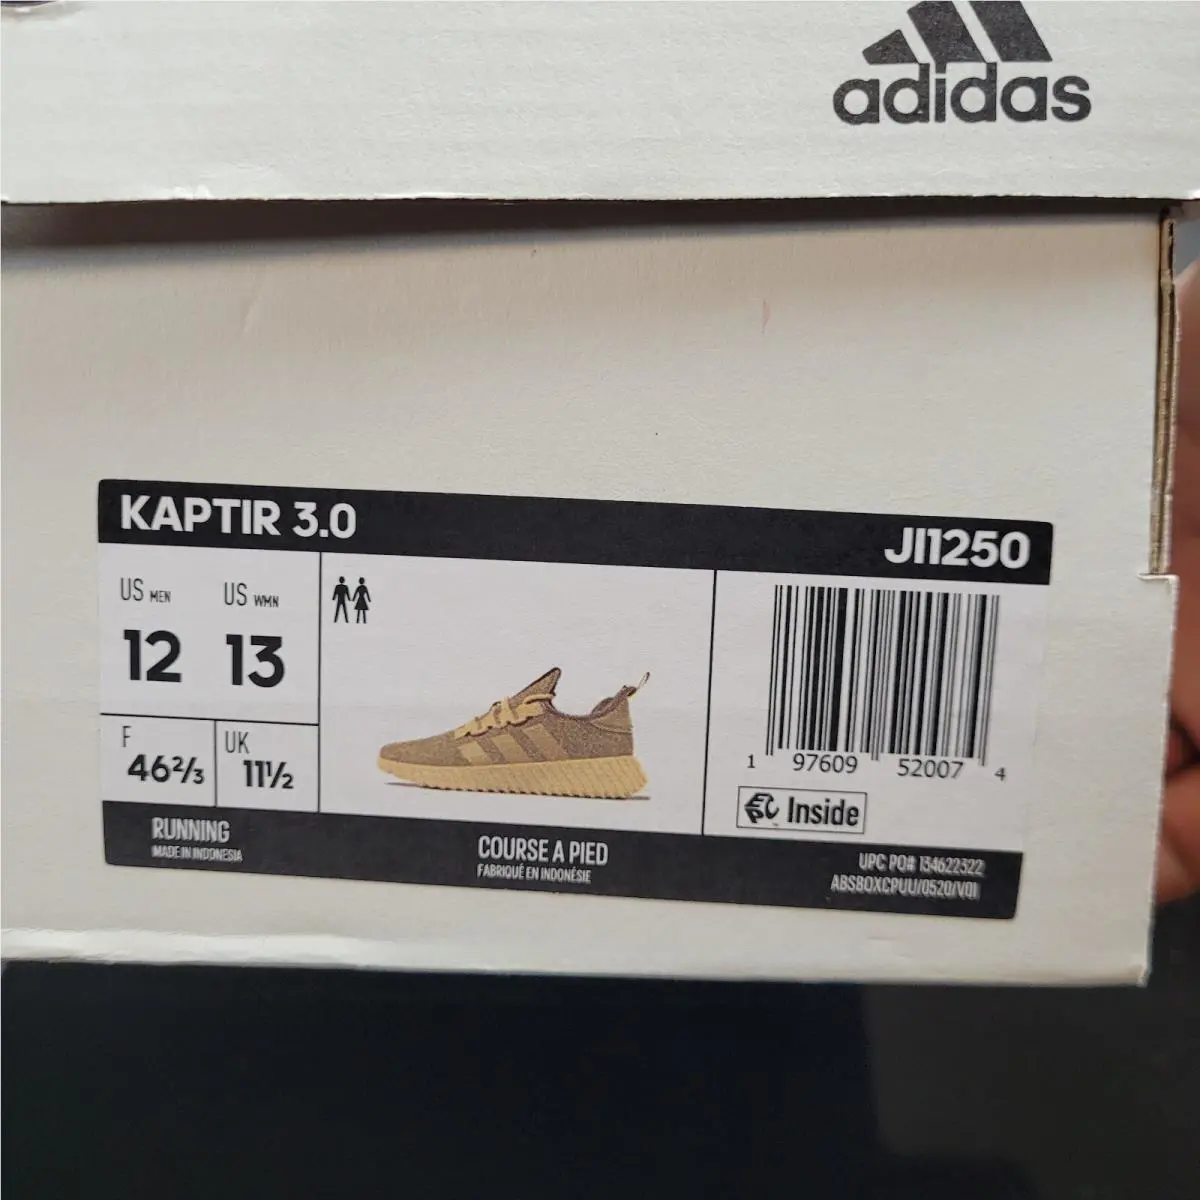 adidas
KAPTIR 3.0
JI1250
US MEN
12
US WMN
13
F
46⅔
UK
11½
1 97609 52007 4
EPC Inside
RUNNING
MADE IN INDONESIA
COURSE A PIED
FABRIQUÉ EN INDONÉSIE
UPC PO# 134622322
ABSBOXCPUU/0520/V01